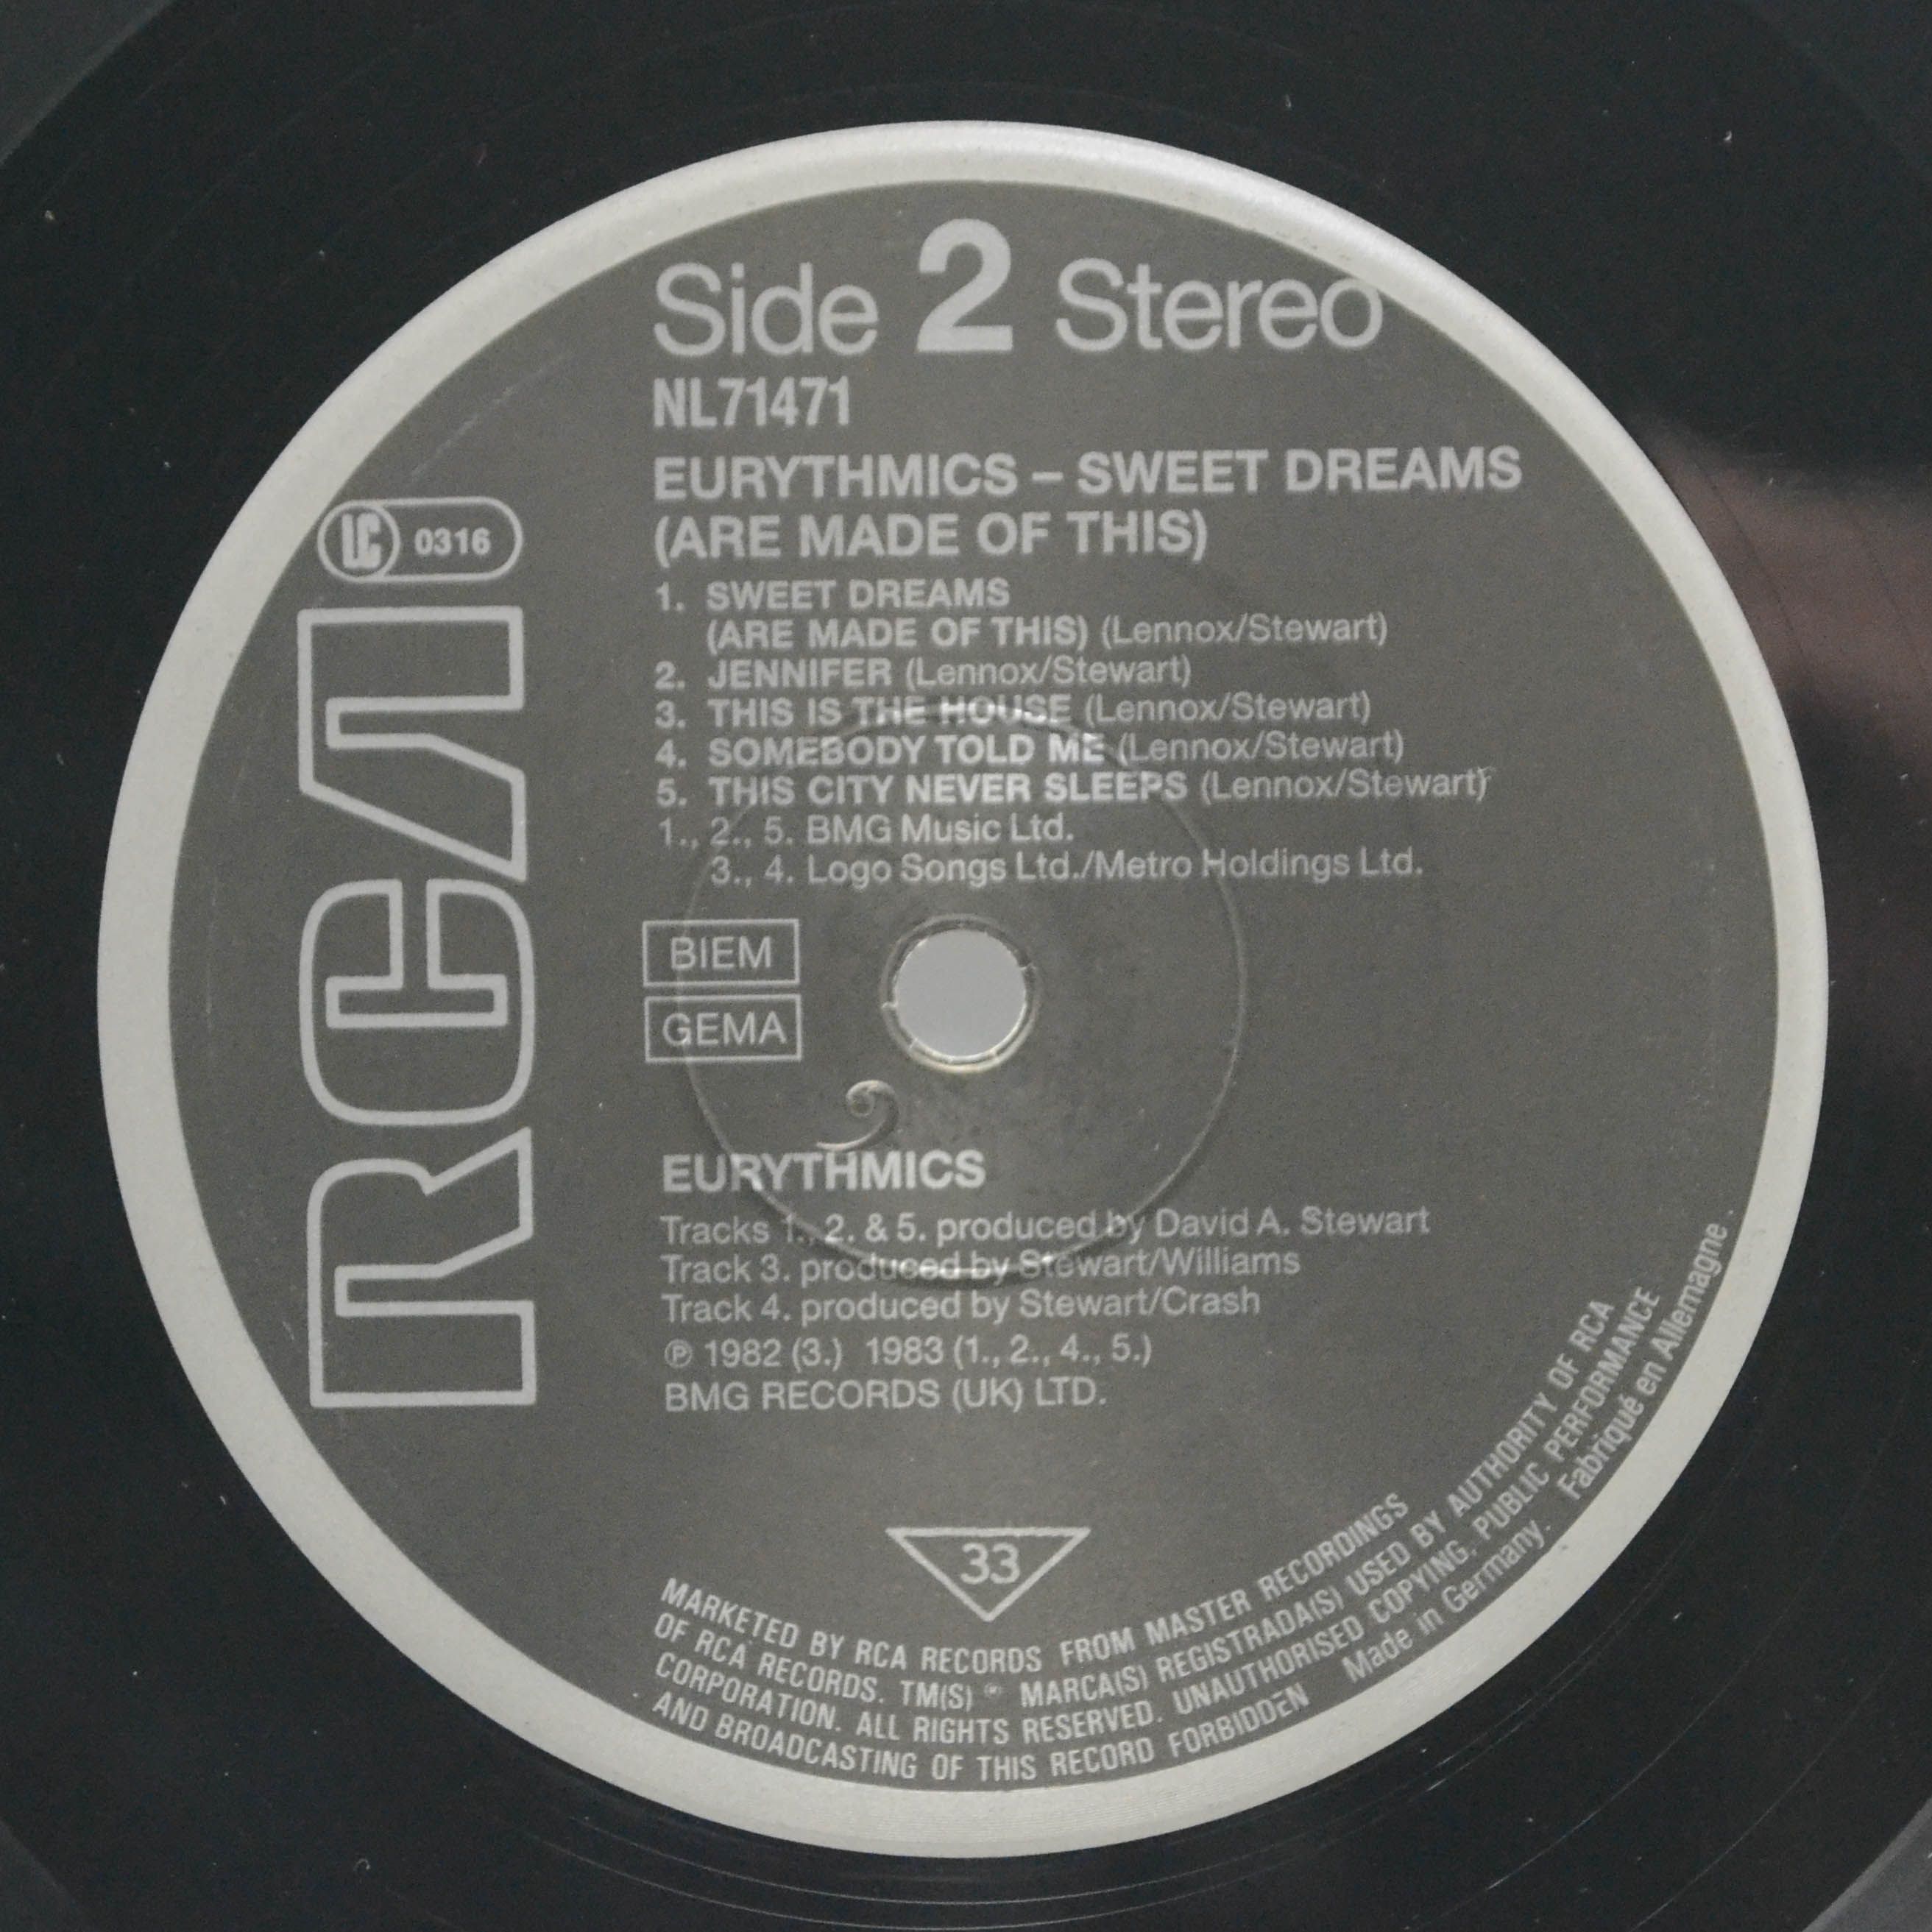 Side 2 Stereo
NL71471
EURYTHMICS – SWEET DREAMS
(ARE MADE OF THIS)
1. SWEET DREAMS
(ARE MADE OF THIS) (Lennox/Stewart)
2. JENNIFER (Lennox/Stewart)
3. THIS IS THE HOUSE (Lennox/Stewart)
4. SOMEBODY TOLD ME (Lennox/Stewart)
5. THIS CITY NEVER SLEEPS (Lennox/Stewart)
1., 2., 5. BMG Music Ltd.
3., 4. Logo Songs Ltd./Metro Holdings Ltd.
LC 0316
RCA
BIEM
GEMA
EURYTHMICS
Tracks 1., 2. & 5. produced by David A. Stewart
Track 3. produced by Stewart/Williams
Track 4. produced by Stewart/Crash
℗ 1982 (3.) 1983 (1., 2., 4., 5.)
BMG RECORDS (UK) LTD.
33
MARKETED BY RCA RECORDS FROM MASTER RECORDINGS
OF RCA RECORDS. TM(S) ® MARCA(S) REGISTRADA(S) USED BY AUTHORITY OF RCA
CORPORATION. ALL RIGHTS RESERVED. UNAUTHORISED COPYING, PUBLIC PERFORMANCE
AND BROADCASTING OF THIS RECORD FORBIDDEN Made in Germany. Fabriqué en Allemagne.